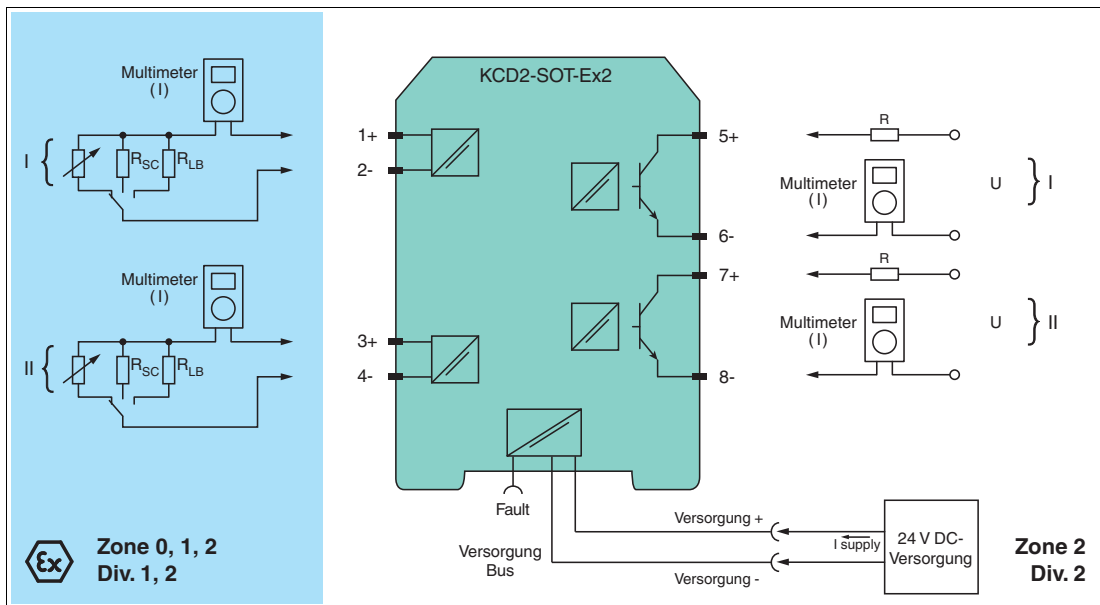 KCD2-SOT-Ex2
Multimeter
( I )
I
RSC
RLB
Multimeter
( I )
II
RSC
RLB
1+
2-
3+
4-
5+
6-
7+
8-
R
Multimeter
(I)
U
I
R
Multimeter
(I)
U
II
Fault
Versorgung
Bus
Versorgung +
I supply
Versorgung -
24 V DC-
Versorgung
Ex
Zone 0, 1, 2
Div. 1, 2
Zone 2
Div. 2